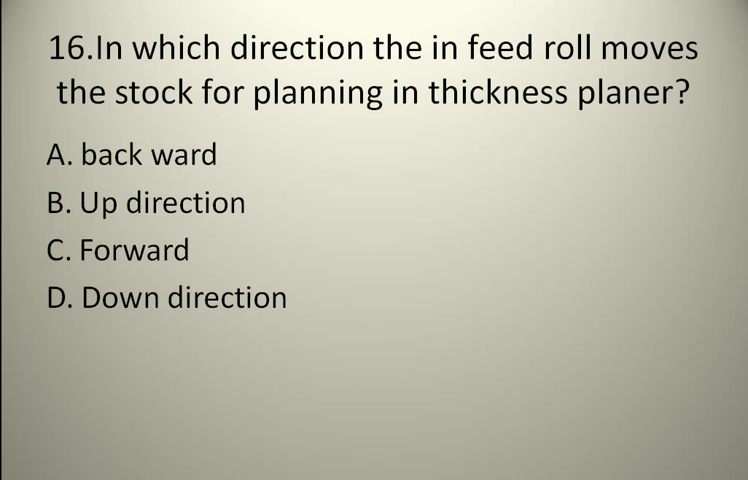 16.In which direction the in feed roll moves
the stock for planning in thickness planer?
A. back ward
B. Up direction
C. Forward
D. Down direction